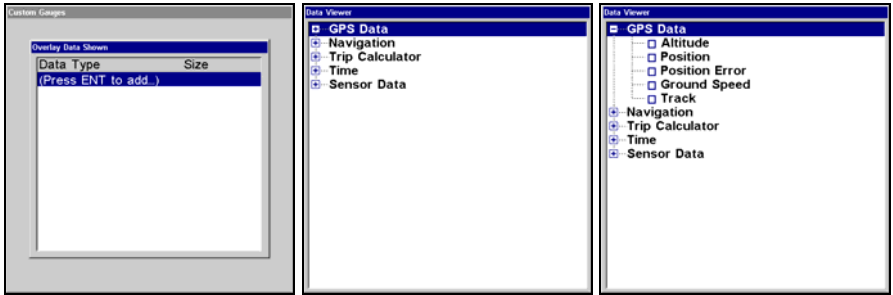 Custom Gauges
Overlay Data Shown
Data Type Size
(Press ENT to add...)
Data Viewer
GPS Data
Navigation
Trip Calculator
Time
Sensor Data
Data Viewer
GPS Data
Altitude
Position
Position Error
Ground Speed
Track
Navigation
Trip Calculator
Time
Sensor Data